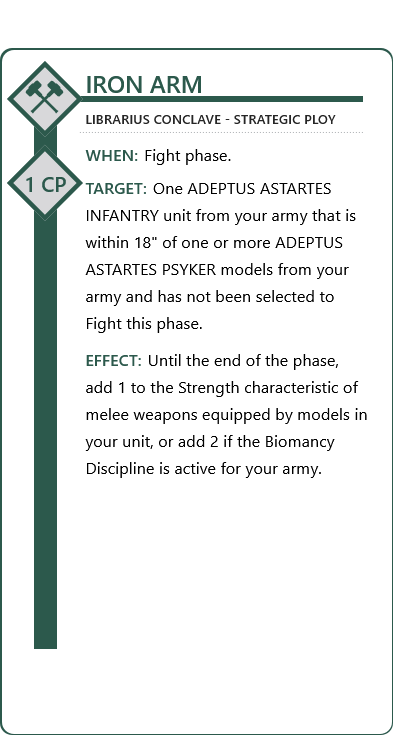 IRON ARM
LIBRARIUS CONCLAVE - STRATEGIC PLOY
WHEN: Fight phase.
1 CP
TARGET: One ADEPTUS ASTARTES
INFANTRY unit from your army that is
within 18" of one or more ADEPTUS
ASTARTES PSYKER models from your
army and has not been selected to
Fight this phase.
EFFECT: Until the end of the phase,
add 1 to the Strength characteristic of
melee weapons equipped by models in
your unit, or add 2 if the Biomancy
Discipline is active for your army.